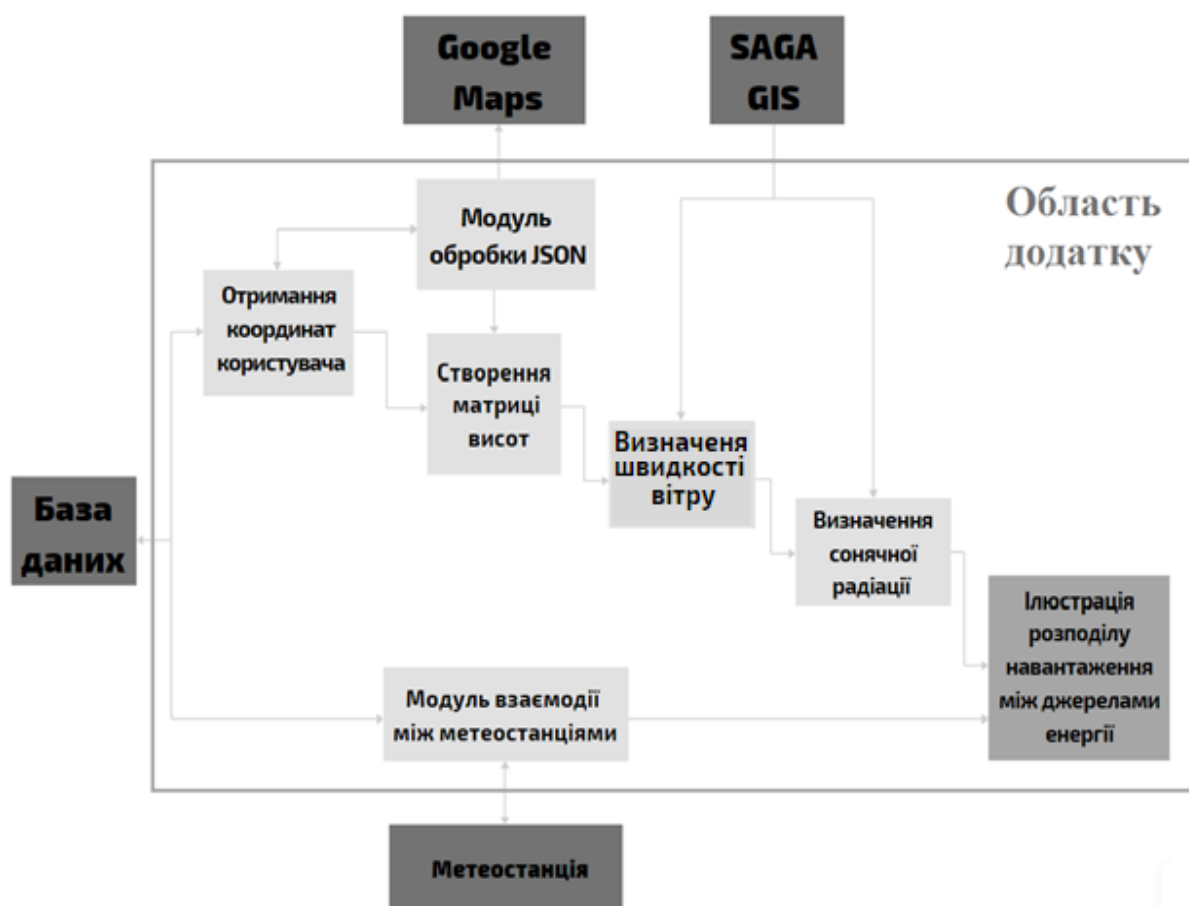 Google
Maps
SAGA
GIS
Область
додатку
Модуль
обробки JSON
Отримання
координат
користувача
Створення
матриці
висот
Визначеня
швидкості
вітру
База
даних
Визначення
сонячної
радіації
Ілюстрація
розподілу
навантаження
між джерелами
енергії
Модуль взаємодії
між метеостанціями
Метеостанція